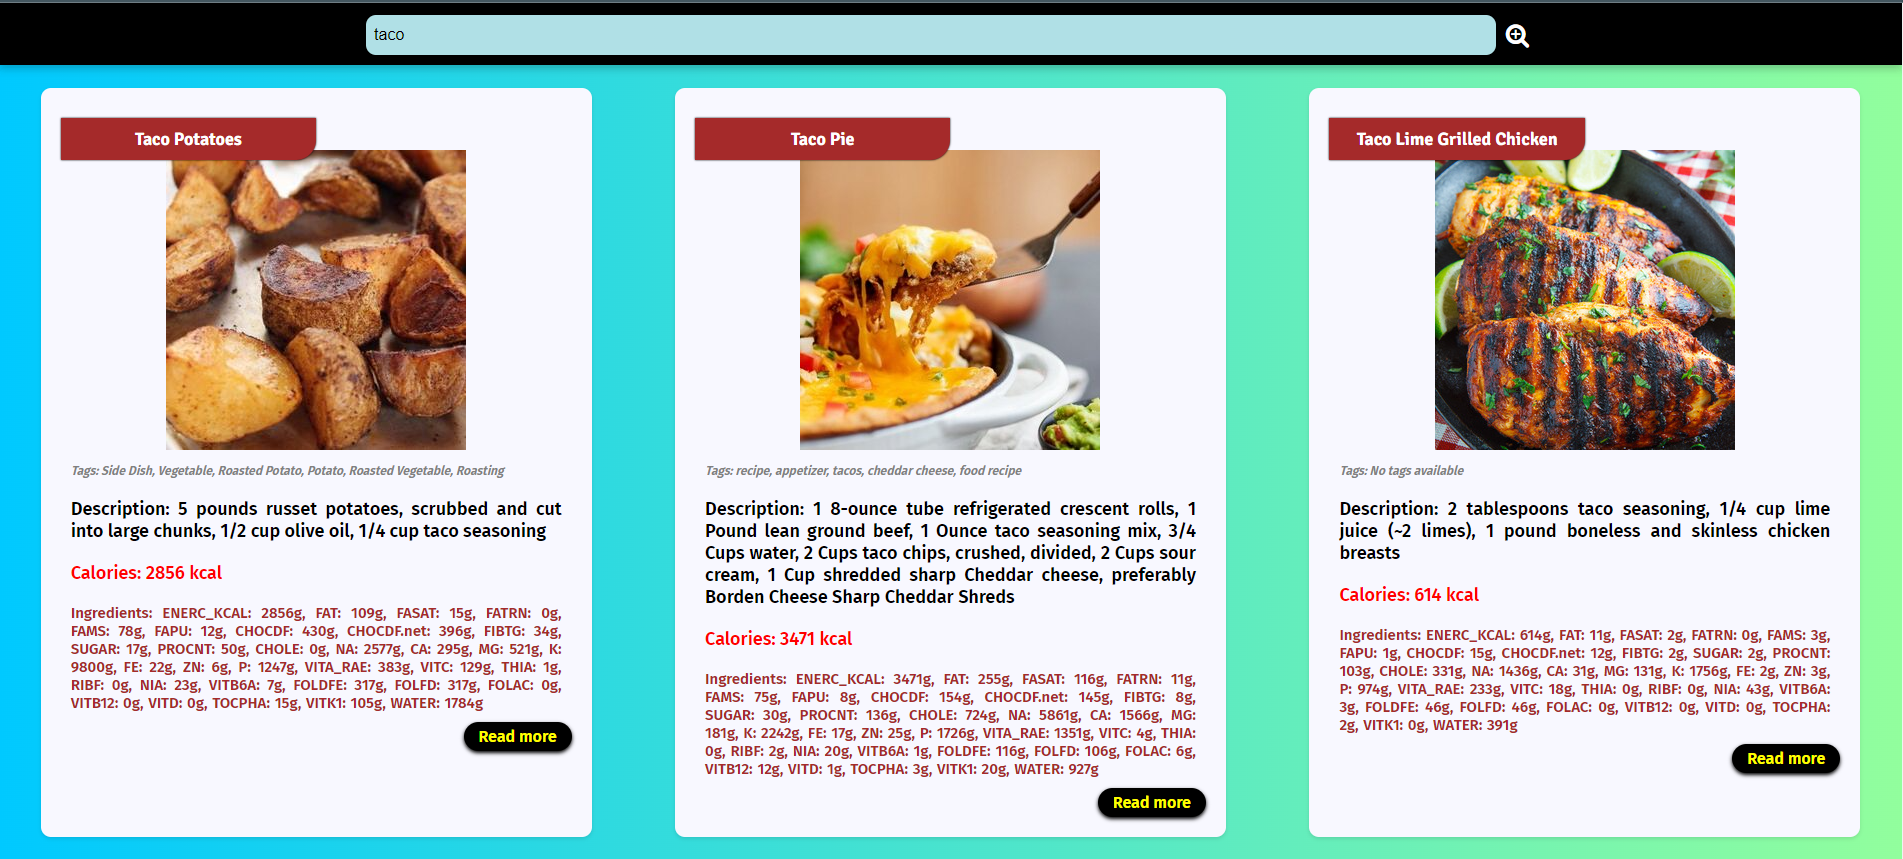 taco
Taco Potatoes
Tags: Side Dish, Vegetable, Roasted Potato, Potato, Roasted Vegetable, Roasting
Description: 5 pounds russet potatoes, scrubbed and cut
into large chunks, 1/2 cup olive oil, 1/4 cup taco seasoning
Calories: 2856 kcal
Ingredients: ENERC_KCAL: 2856g, FAT: 109g, FASAT: 15g, FATRN: 0g,
FAMS: 78g, FAPU: 12g, CHOCDF: 430g, CHOCDF.net: 396g, FIBTG: 34g,
SUGAR: 17g, PROCNT: 50g, CHOLE: 0g, NA: 2577g, CA: 295g, MG: 521g, K:
9800g, FE: 22g, ZN: 6g, P: 1247g, VITA_RAE: 383g, VITC: 129g, THIA: 1g,
RIBF: 0g, NIA: 23g, VITB6A: 7g, FOLDFE: 317g, FOLFD: 317g, FOLAC: 0g,
VITB12: 0g, VITD: 0g, TOCPHA: 15g, VITK1: 105g, WATER: 1784g
Read more
Taco Pie
Tags: recipe, appetizer, tacos, cheddar cheese, food recipe
Description: 1 8-ounce tube refrigerated crescent rolls, 1
Pound lean ground beef, 1 Ounce taco seasoning mix, 3/4
Cups water, 2 Cups taco chips, crushed, divided, 2 Cups sour
cream, 1 Cup shredded sharp Cheddar cheese, preferably
Borden Cheese Sharp Cheddar Shreds
Calories: 3471 kcal
Ingredients: ENERC_KCAL: 3471g, FAT: 255g, FASAT: 116g, FATRN: 11g,
FAMS: 75g, FAPU: 8g, CHOCDF: 154g, CHOCDF.net: 145g, FIBTG: 8g,
SUGAR: 30g, PROCNT: 136g, CHOLE: 724g, NA: 5861g, CA: 1566g, MG:
181g, K: 2242g, FE: 17g, ZN: 25g, P: 1726g, VITA_RAE: 1351g, VITC: 4g, THIA:
0g, RIBF: 2g, NIA: 20g, VITB6A: 1g, FOLDFE: 116g, FOLFD: 106g, FOLAC: 6g,
VITB12: 12g, VITD: 1g, TOCPHA: 3g, VITK1: 20g, WATER: 927g
Read more
Taco Lime Grilled Chicken
Tags: No tags available
Description: 2 tablespoons taco seasoning, 1/4 cup lime
juice (~2 limes), 1 pound boneless and skinless chicken
breasts
Calories: 614 kcal
Ingredients: ENERC_KCAL: 614g, FAT: 11g, FASAT: 2g, FATRN: 0g, FAMS: 3g,
FAPU: 1g, CHOCDF: 15g, CHOCDF.net: 12g, FIBTG: 2g, SUGAR: 2g, PROCNT:
103g, CHOLE: 331g, NA: 1436g, CA: 31g, MG: 131g, K: 1756g, FE: 2g, ZN: 3g,
P: 974g, VITA_RAE: 233g, VITC: 18g, THIA: 0g, RIBF: 0g, NIA: 43g, VITB6A:
3g, FOLDFE: 46g, FOLFD: 46g, FOLAC: 0g, VITB12: 0g, VITD: 0g, TOCPHA:
2g, VITK1: 0g, WATER: 391g
Read more